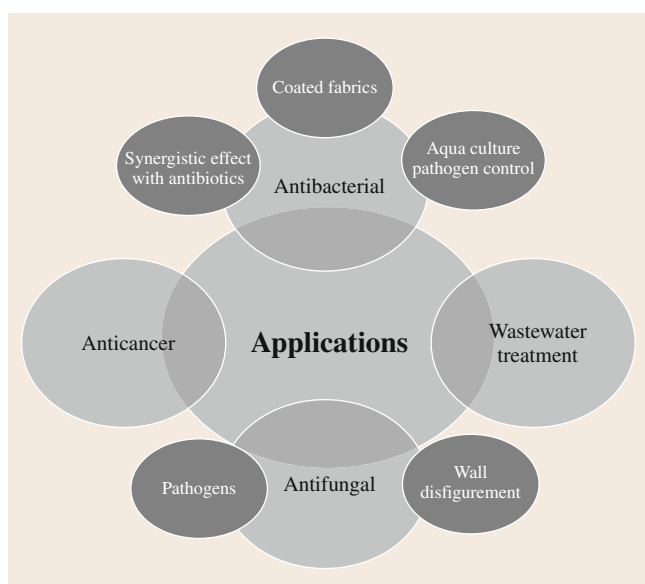 Coated fabrics
Synergistic effect
with antibiotics
Aqua culture
pathogen control
Antibacterial
Anticancer
Applications
Wastewater
treatment
Pathogens
Antifungal
Wall
disfigurement